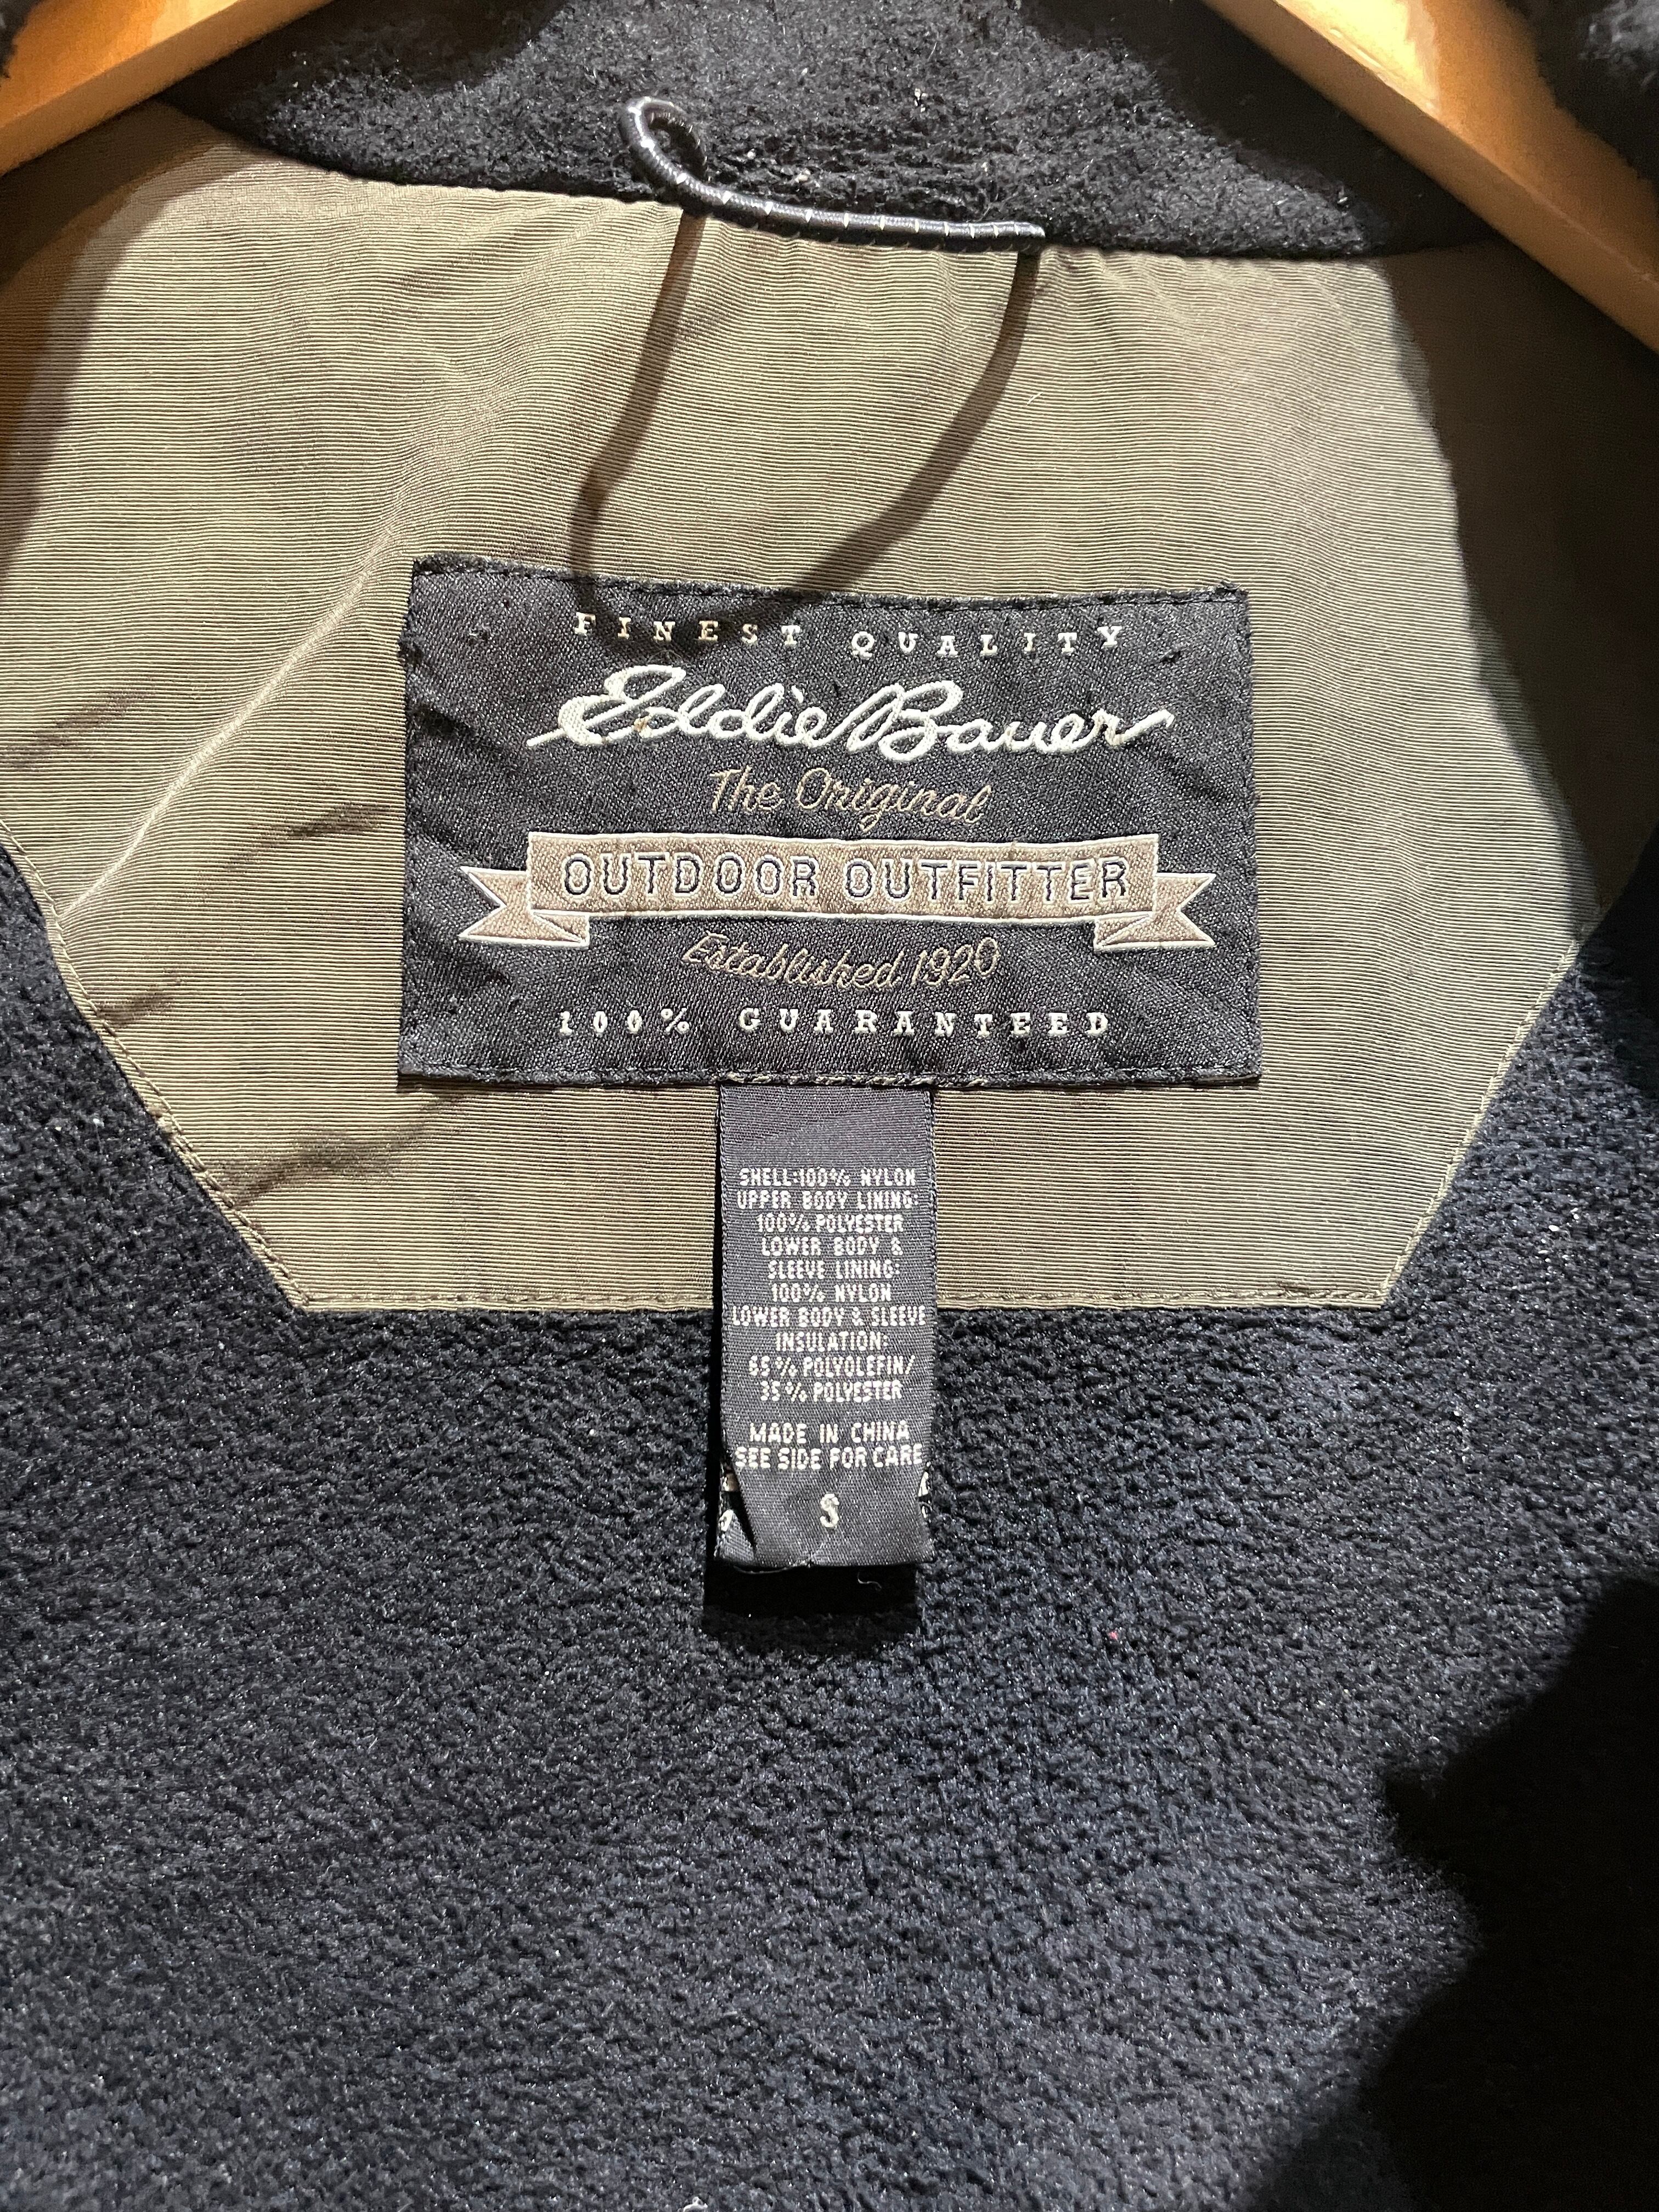 FINEST QUALITY
Eddie Bauer
The Original
OUTDOOR OUTFITTER
Established 1920
100% GUARANTEED
SHELL:100% NYLON
UPPER BODY LINING:
100% POLYESTER
LOWER BODY &
SLEEVE LINING:
100% NYLON
LOWER BODY & SLEEVE
INSULATION:
65% POLYOLEFIN/
35% POLYESTER
MADE IN CHINA
SEE SIDE FOR CARE
S